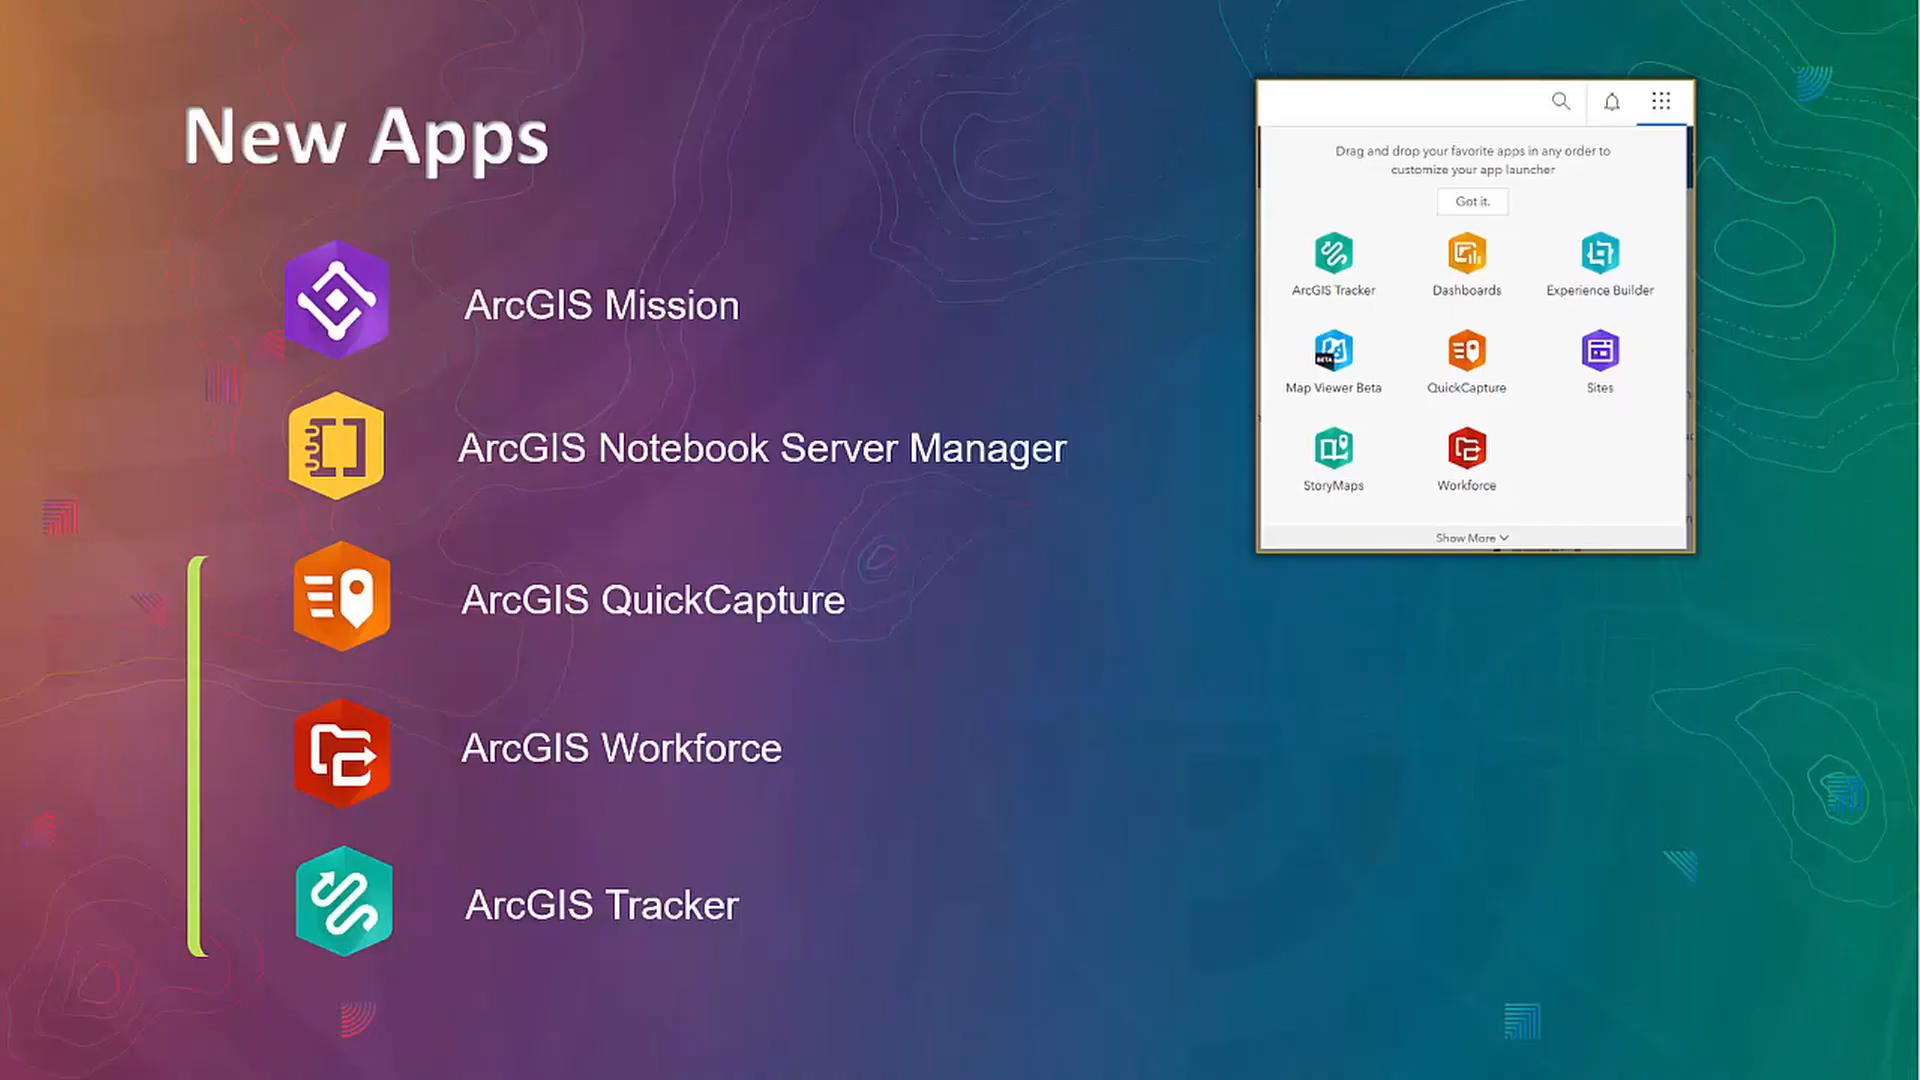 New Apps
ArcGIS Mission
ArcGIS Notebook Server Manager
ArcGIS QuickCapture
ArcGIS Workforce
ArcGIS Tracker
Drag and drop your favorite apps in any order to
customize your app launcher
Got it.
ArcGIS Tracker
Dashboards
Experience Builder
BETA
Map Viewer Beta
QuickCapture
Sites
StoryMaps
Workforce
Show More